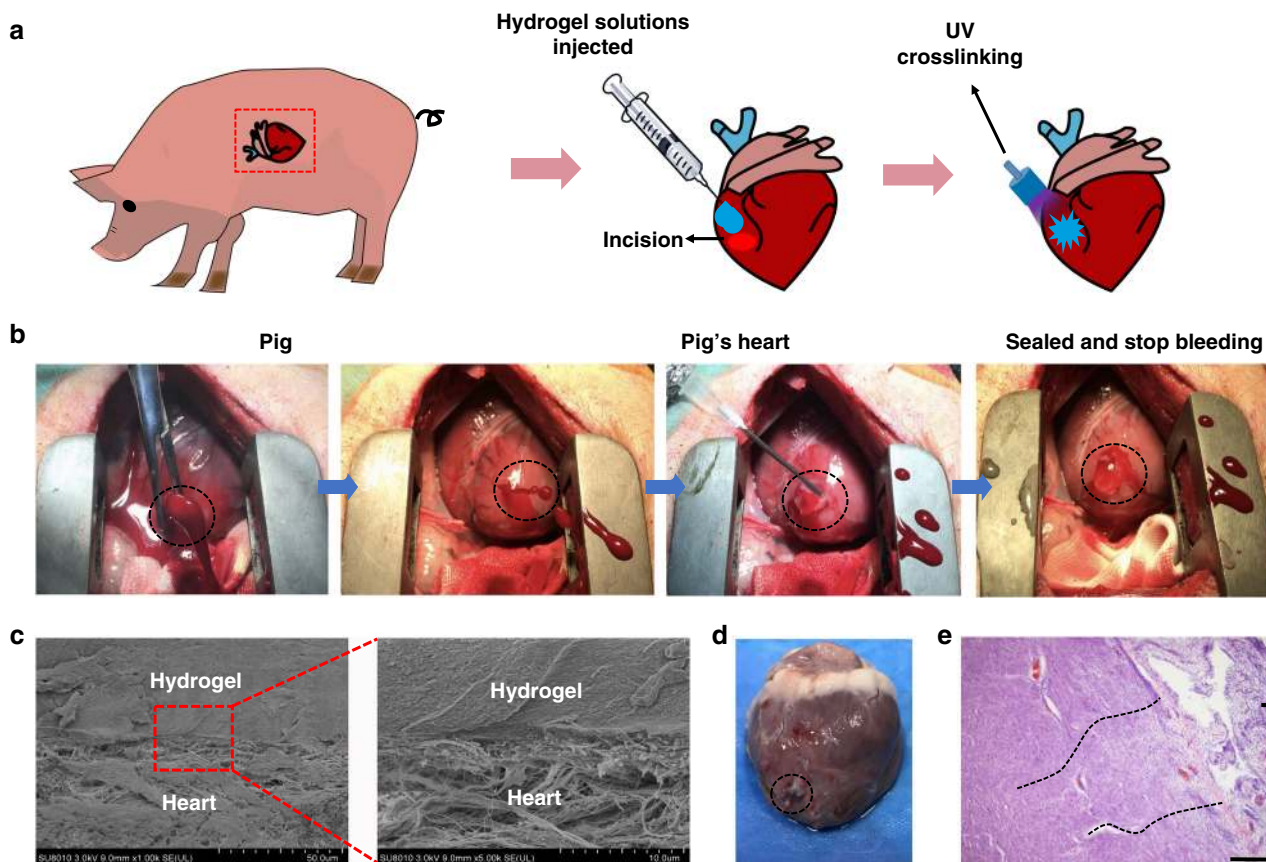 a
Hydrogel solutions
injected
UV
crosslinking
Incision
b
Pig
Pig's heart
Sealed and stop bleeding
c
Hydrogel
Heart
SU8010 3.0kV 9.0mm x1.00k SE(UL)
50.0um
Hydrogel
Heart
SU8010 3.0kV 9.0mm x5.00k SE(UL)
10.0um
d
e